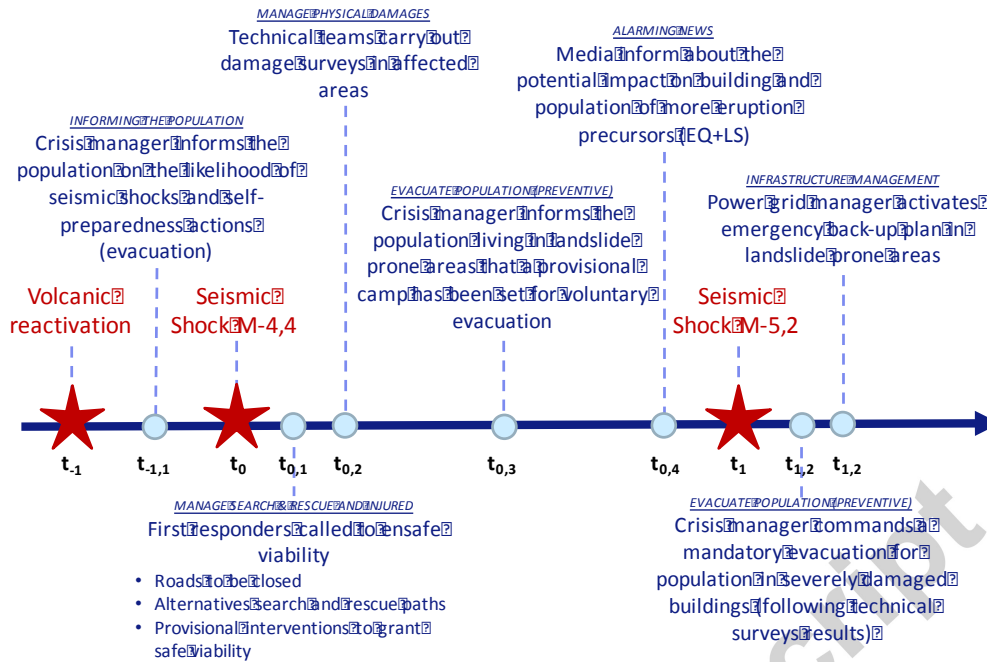 MANAGE PHYSICAL DAMAGES
Technical teams carry out
damage surveys in affected
areas
ALARMING NEWS
Media inform about the
potential impact on building and
population of more eruption
precursors (EQ+LS)
INFORMING THE POPULATION
Crisis manager informs the
population on the likelihood of
seismic shocks and self-
preparedness actions
(evacuation)
EVACUATE POPULATION (PREVENTIVE)
Crisis manager informs the
population living in landslide
prone areas that a provisional
camp has been set for voluntary
evacuation
INFRASTRUCTURE MANAGEMENT
Power grid manager activates
emergency back-up plan in
landslide prone areas
Volcanic
reactivation
Seismic
Shock M-4,4
Seismic
Shock M-5,2
t-1
t-1,1
t0
t0,1
t0,2
t0,3
t0,4
t1
t1,2
t1,2
MANAGE SEARCH & RESCUE AND INJURED
First responders called to ensafe
viability
• Roads to be closed
• Alternatives search and rescue paths
• Provisional interventions to grant
safe viability
EVACUATE POPULATION (PREVENTIVE)
Crisis manager commands a
mandatory evacuation for
population in severely damaged
buildings (following technical
surveys results)
script